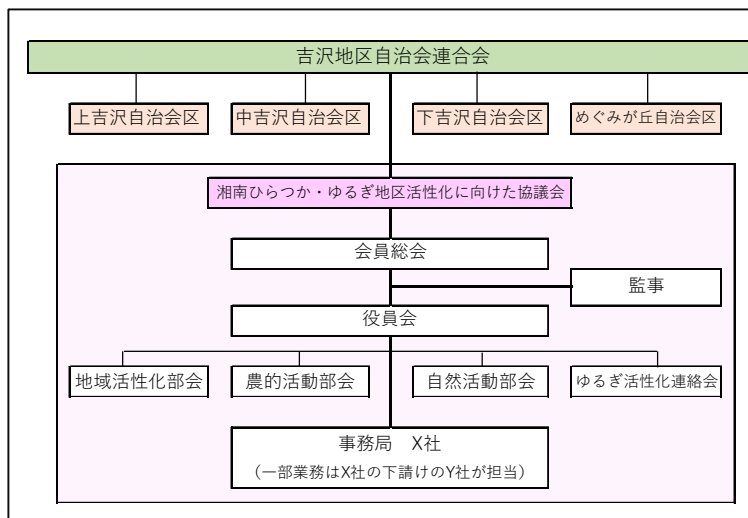 吉沢地区自治会連合会
上吉沢自治会区
中吉沢自治会区
下吉沢自治会区
めぐみが丘自治会区
湘南ひらつか・ゆるぎ地区活性化に向けた協議会
会員総会
監事
役員会
地域活性化部会
農的活動部会
自然活動部会
ゆるぎ活性化連絡会
事務局　X社
（一部業務はX社の下請けのY社が担当）